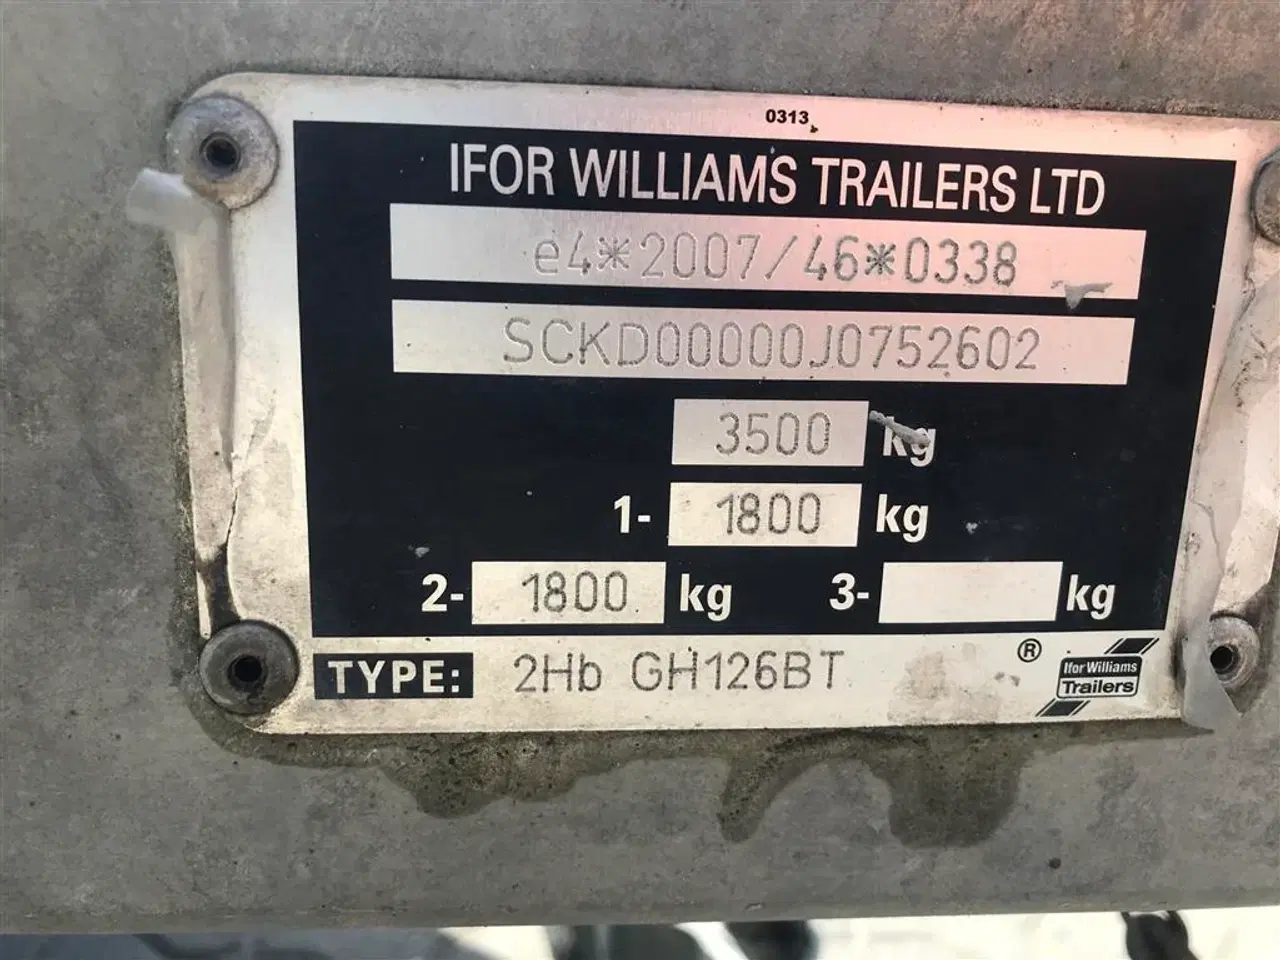 0313
IFOR WILLIAMS TRAILERS LTD
e4*2007/46*0338
SCKD00000J0752602
3500 kg
1- 1800 kg
2- 1800 kg 3- kg
TYPE: 2Hb GH126BT ®
Ifor Williams
Trailers